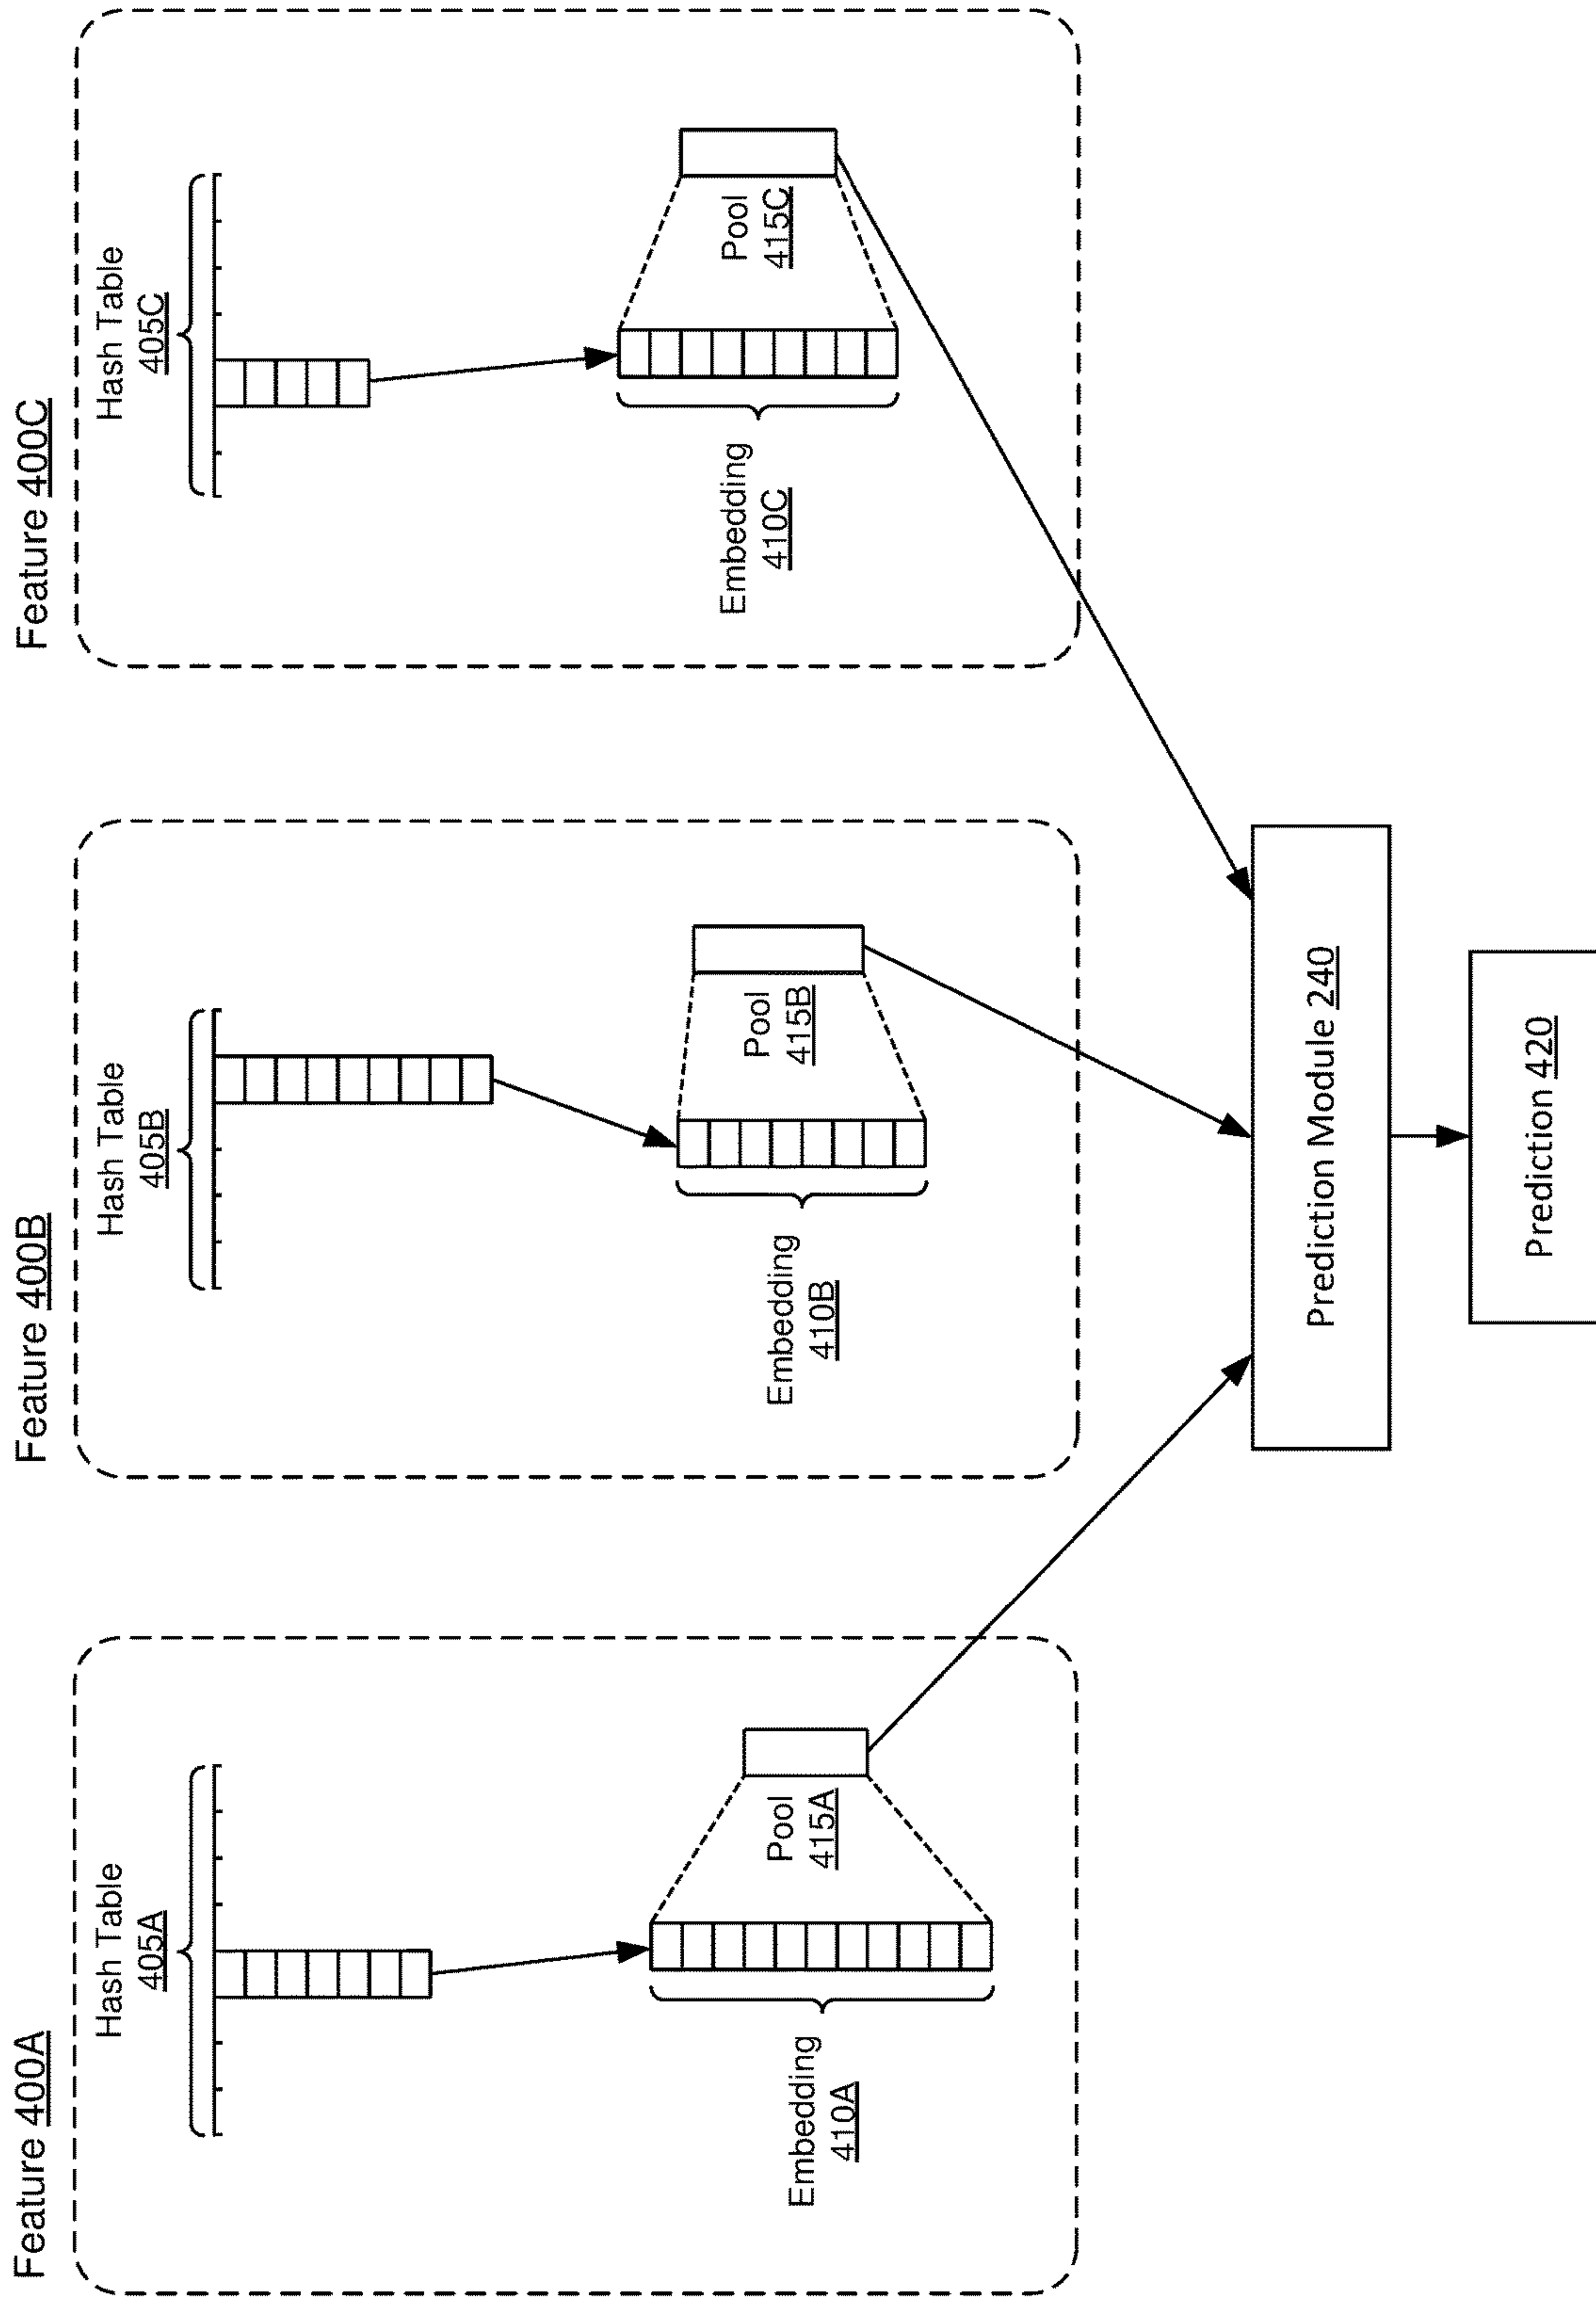 Feature 400A
Hash Table
405A
Embedding
410A
Pool
415A
Feature 400B
Hash Table
405B
Embedding
410B
Pool
415B
Feature 400C
Hash Table
405C
Embedding
410C
Pool
415C
Prediction Module 240
Prediction 420